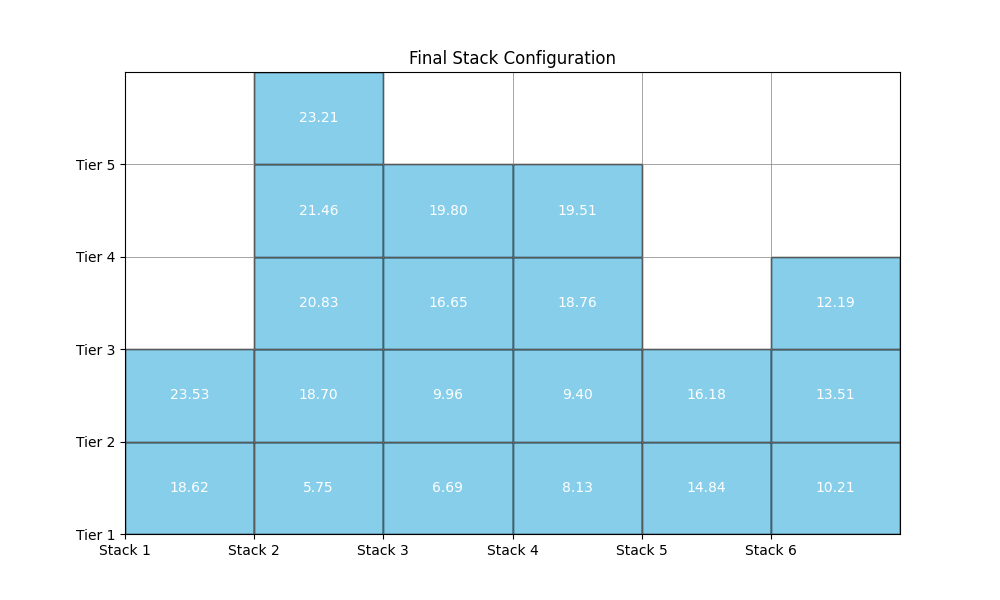 Final Stack Configuration
23.21
Tier 5
21.46 19.80 19.51
Tier 4
20.83 16.65 18.76 12.19
Tier 3
23.53 18.70 9.96 9.40 16.18 13.51
Tier 2
18.62 5.75 6.69 8.13 14.84 10.21
Tier 1
Stack 1 Stack 2 Stack 3 Stack 4 Stack 5 Stack 6